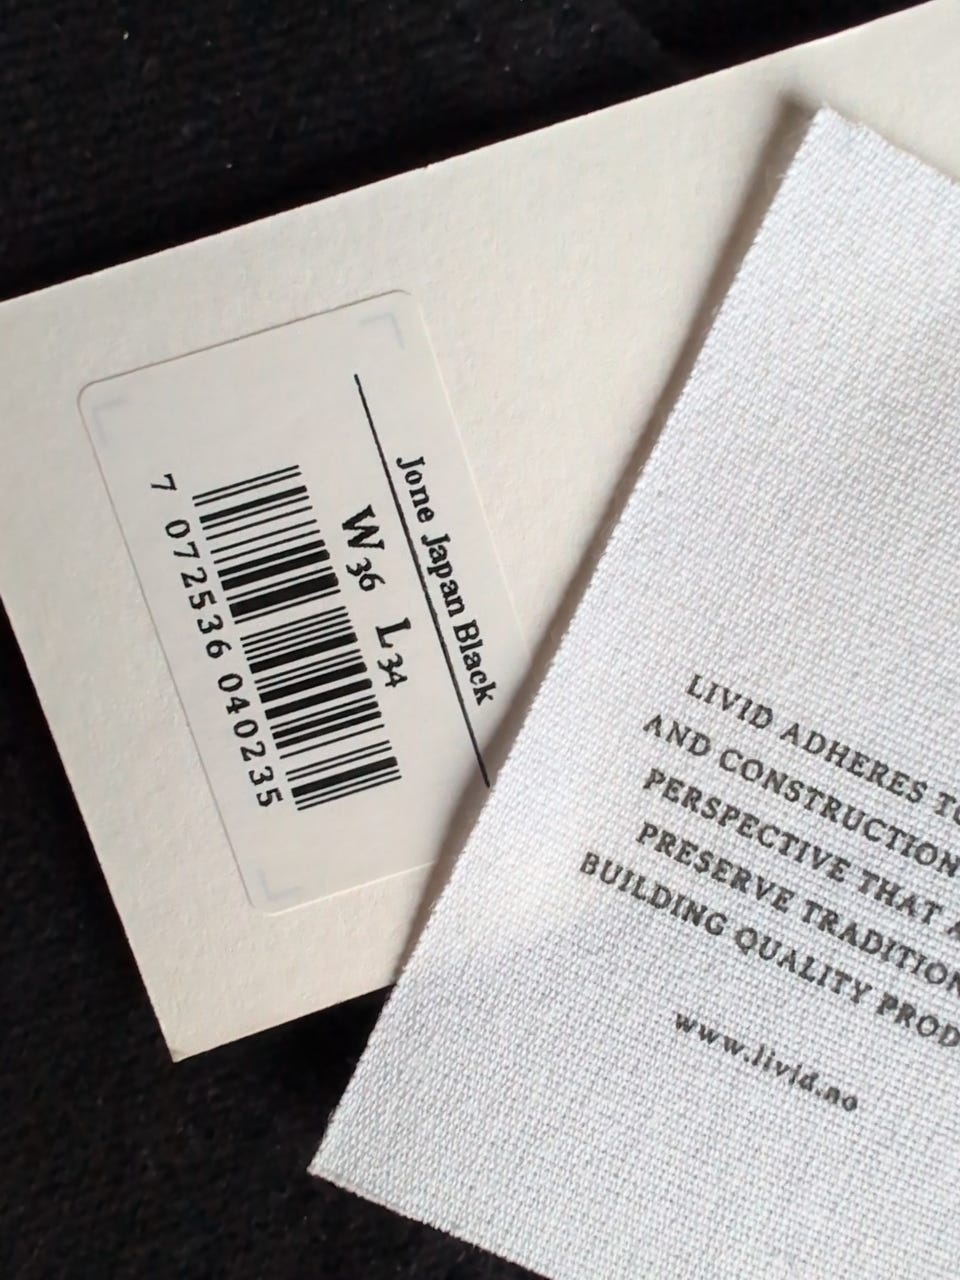 Jone Japan Black
W36 L34
7 072536 040235
LIVID ADHERES
AND CONSTRUCTION
PERSPECTIVE THAT
PRESERVE TRADITION
BUILDING QUALITY PROD
www.livid.no